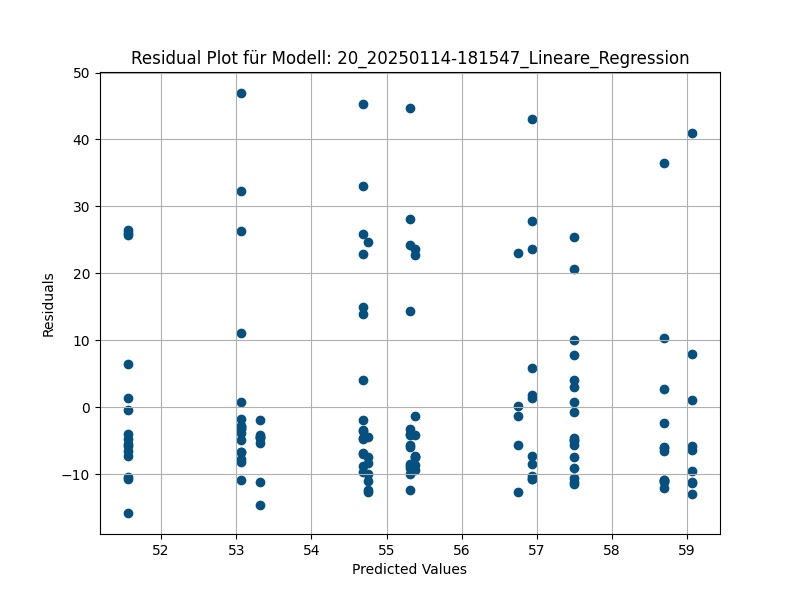 Residual Plot für Modell: 20_20250114-181547_Lineare_Regression
50
40
30
20
10
0
−10
Residuals
52 53 54 55 56 57 58 59
Predicted Values